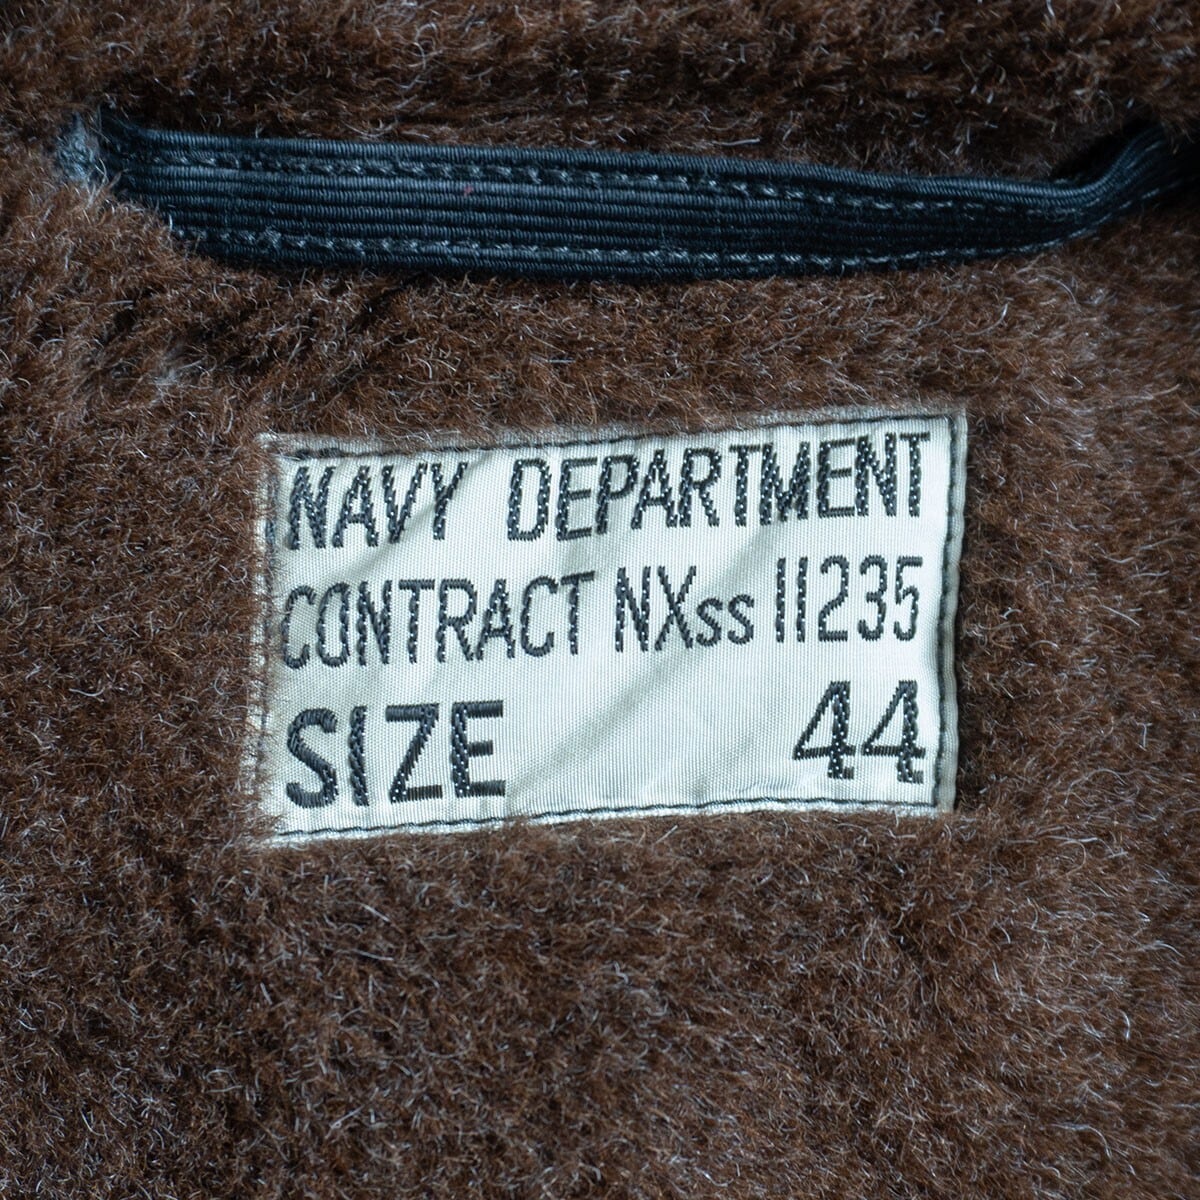 NAVY DEPARTMENT
CONTRACT NXss 11235
SIZE 44